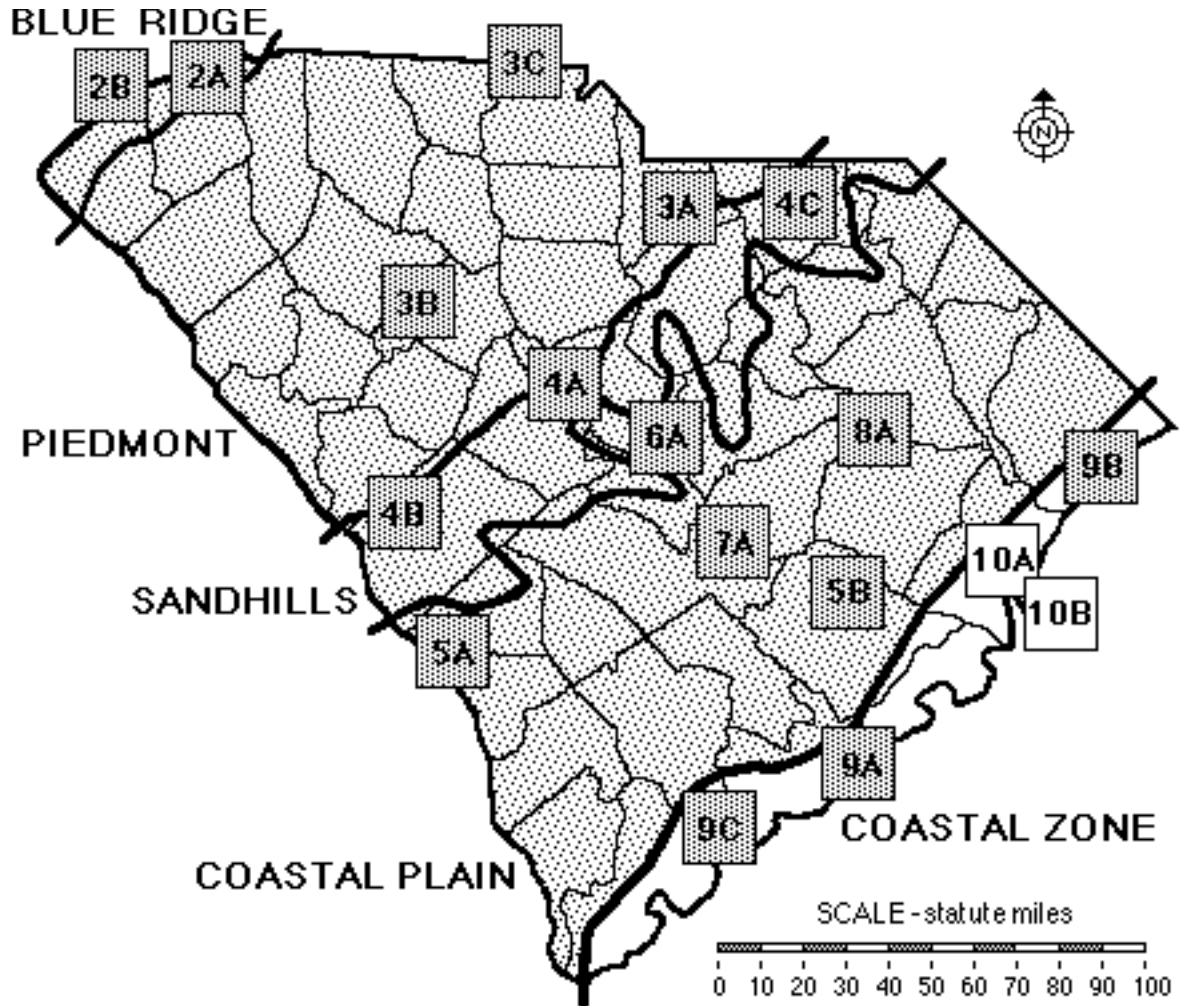 BLUE RIDGE
2B
2A
3C
N
3A
4C
3B
4A
6A
8A
PIEDMONT
9B
4B
7A
10A
SANDHILLS
5B
10B
5A
9A
9C
COASTAL ZONE
COASTAL PLAIN
SCALE - statute miles
0 10 20 30 40 50 60 70 80 90 100